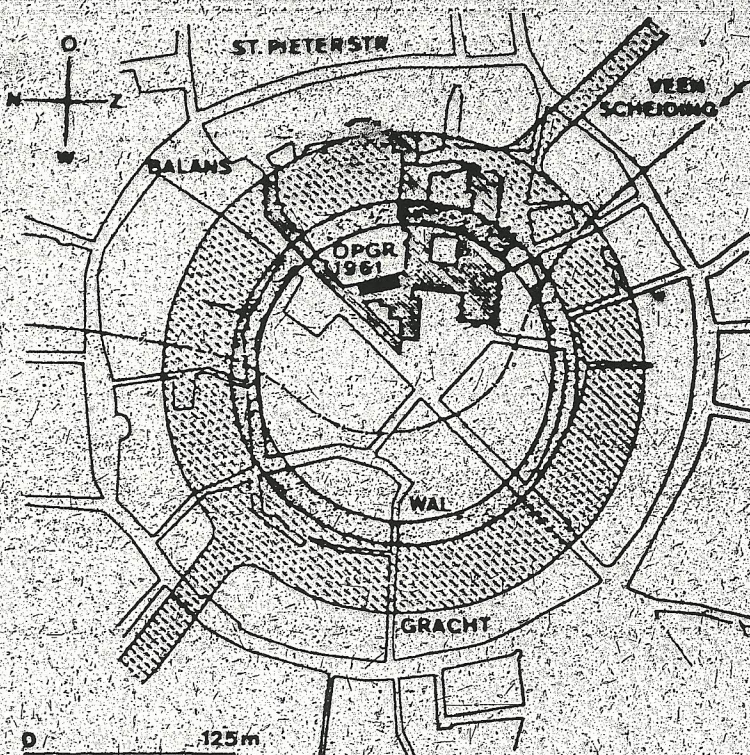 O
N Z
W
ST. PIETERSTR.
VEEN
SCHEIDING
BALANS
OPGR
1961
WAL
GRACHT
0 125m